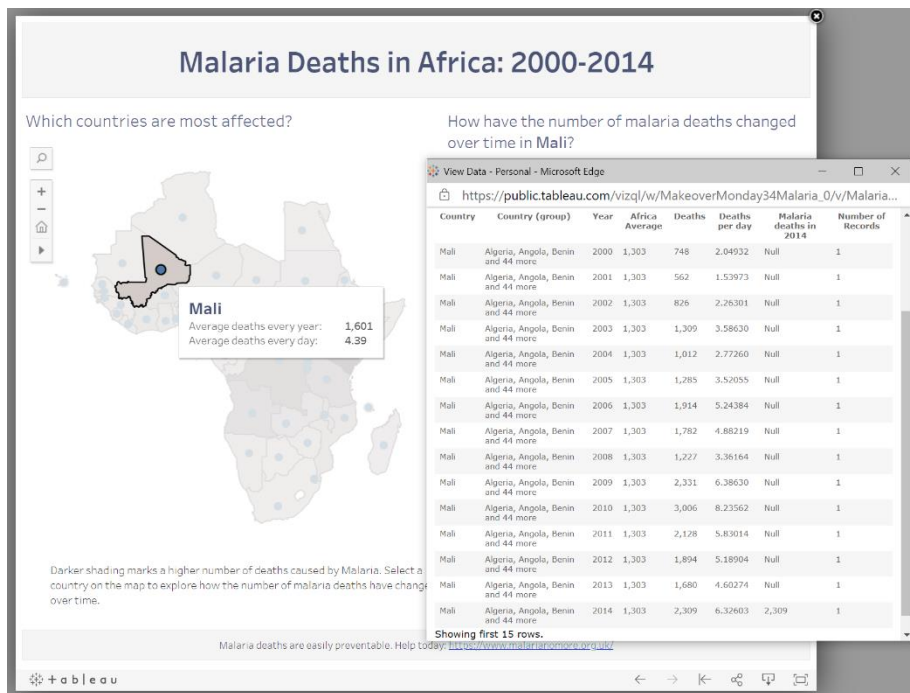 Malaria Deaths in Africa: 2000-2014
Which countries are most affected?
How have the number of malaria deaths changed
over time in Mali?
Mali
Average deaths every year: 1,601
Average deaths every day: 4.39
Darker shading marks a higher number of deaths caused by Malaria. Select a
country on the map to explore how the number of malaria deaths have change
over time.
View Data - Personal - Microsoft Edge
https://public.tableau.com/vizql/w/MakeoverMonday34Malaria_0/v/Malaria...
Country Country (group) Year Africa Average Deaths Deaths per day Malaria deaths in 2014 Number of Records
Mali Algeria, Angola, Benin and 44 more 2000 1,303 748 2.04932 Null 1
Mali Algeria, Angola, Benin and 44 more 2001 1,303 562 1.53973 Null 1
Mali Algeria, Angola, Benin and 44 more 2002 1,303 826 2.26301 Null 1
Mali Algeria, Angola, Benin and 44 more 2003 1,303 1,309 3.58630 Null 1
Mali Algeria, Angola, Benin and 44 more 2004 1,303 1,012 2.77260 Null 1
Mali Algeria, Angola, Benin and 44 more 2005 1,303 1,285 3.52055 Null 1
Mali Algeria, Angola, Benin and 44 more 2006 1,303 1,914 5.24384 Null 1
Mali Algeria, Angola, Benin and 44 more 2007 1,303 1,782 4.88219 Null 1
Mali Algeria, Angola, Benin and 44 more 2008 1,303 1,227 3.36164 Null 1
Mali Algeria, Angola, Benin and 44 more 2009 1,303 2,331 6.38630 Null 1
Mali Algeria, Angola, Benin and 44 more 2010 1,303 3,006 8.23562 Null 1
Mali Algeria, Angola, Benin and 44 more 2011 1,303 2,128 5.83014 Null 1
Mali Algeria, Angola, Benin and 44 more 2012 1,303 1,894 5.18904 Null 1
Mali Algeria, Angola, Benin and 44 more 2013 1,303 1,680 4.60274 Null 1
Mali Algeria, Angola, Benin and 44 more 2014 1,303 2,309 6.32603 2,309 1
Showing first 15 rows.
Malaria deaths are easily preventable. Help today: https://www.malarianomore.org.uk/
+ a b | e a u